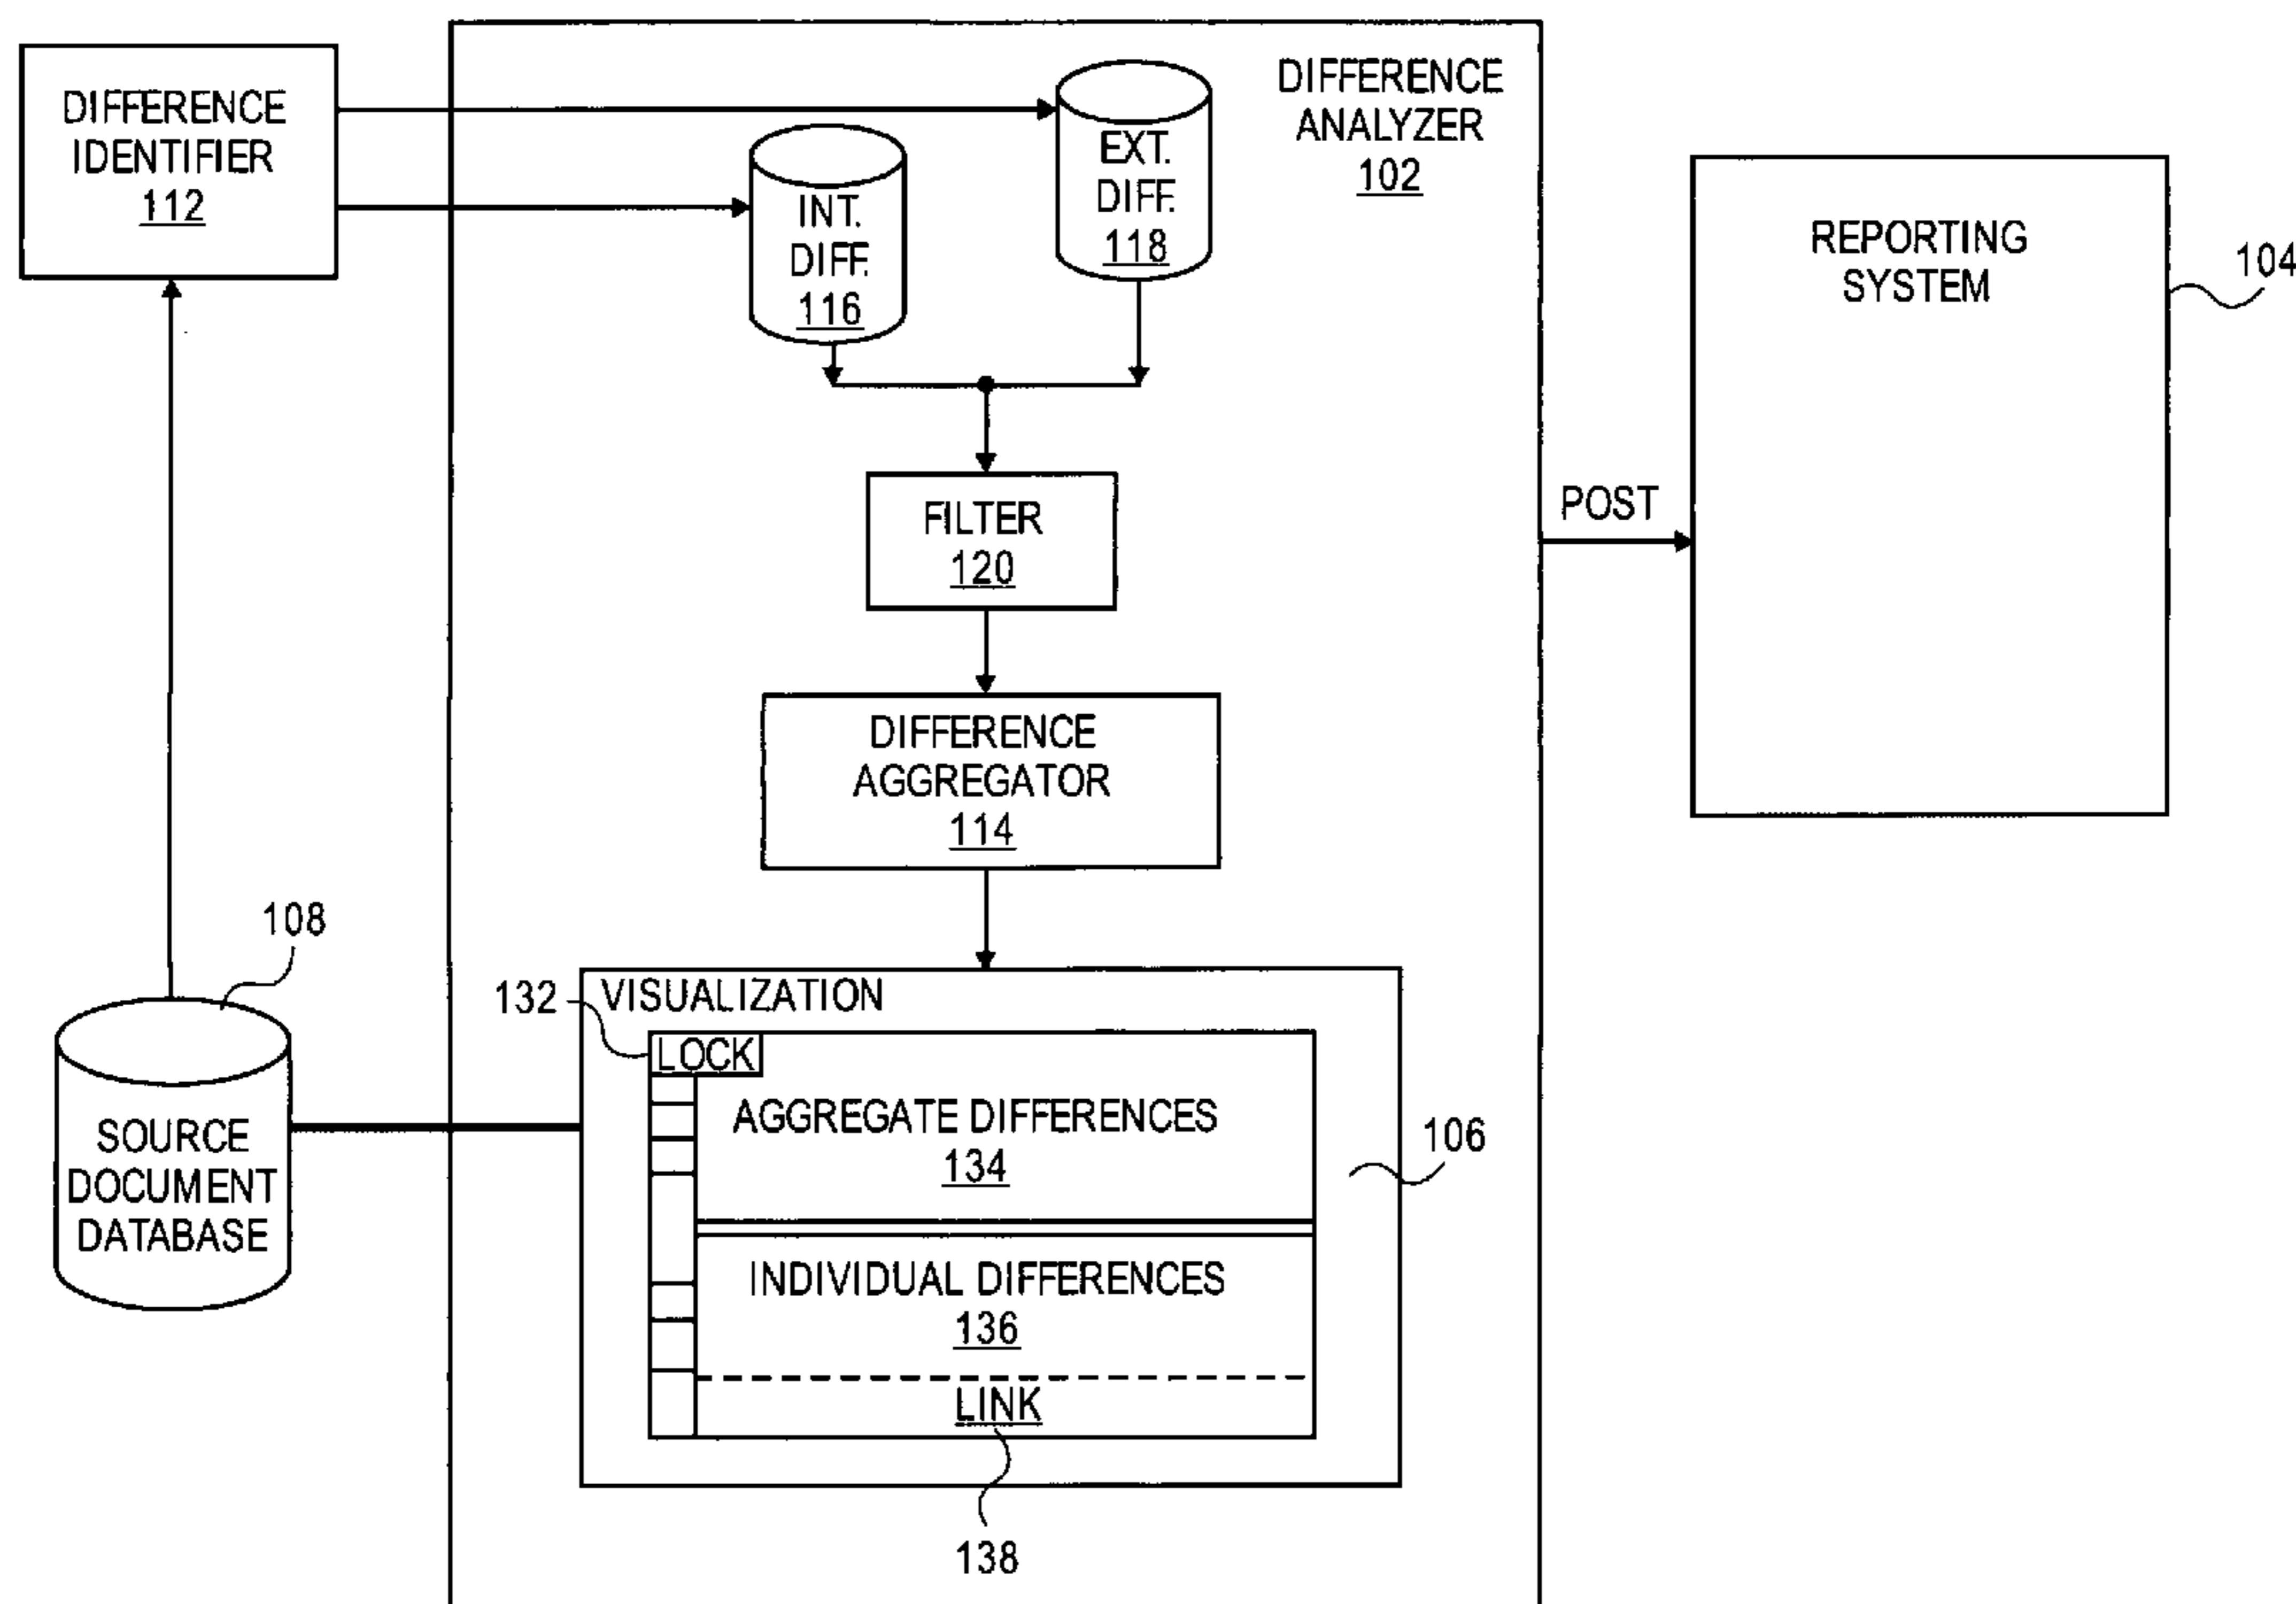 DIFFERENCE
IDENTIFIER
112
INT.
DIFF.
116
EXT.
DIFF.
118
DIFFERENCE
ANALYZER
102
REPORTING
SYSTEM
104
POST
FILTER
120
DIFFERENCE
AGGREGATOR
114
108
SOURCE
DOCUMENT
DATABASE
132
VISUALIZATION
LOCK
AGGREGATE DIFFERENCES
134
106
INDIVIDUAL DIFFERENCES
136
LINK
138